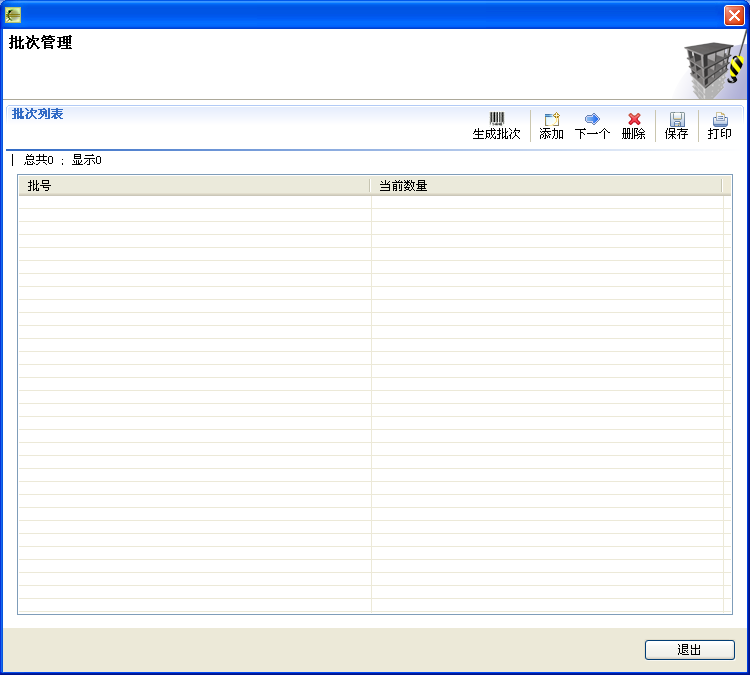 批次管理
批次列表
生成批次 添加 下一个 删除 保存 打印
总共0 ; 显示0
批号 当前数量
退出